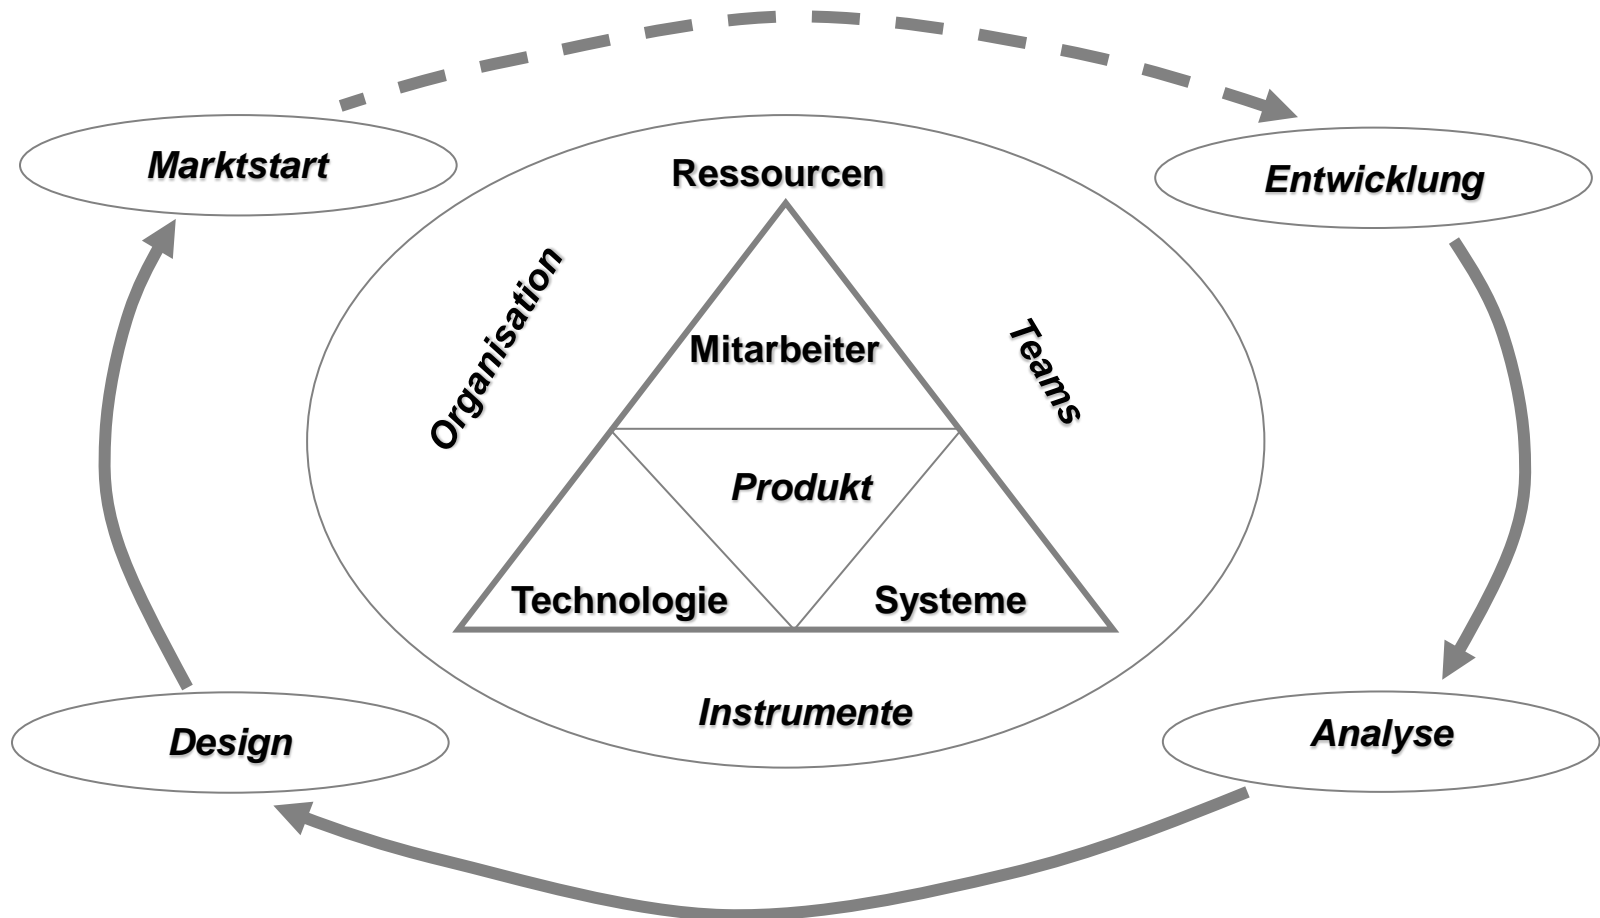 Marktstart
Entwicklung
Ressourcen
Organisation
Teams
Mitarbeiter
Produkt
Technologie
Systeme
Instrumente
Design
Analyse